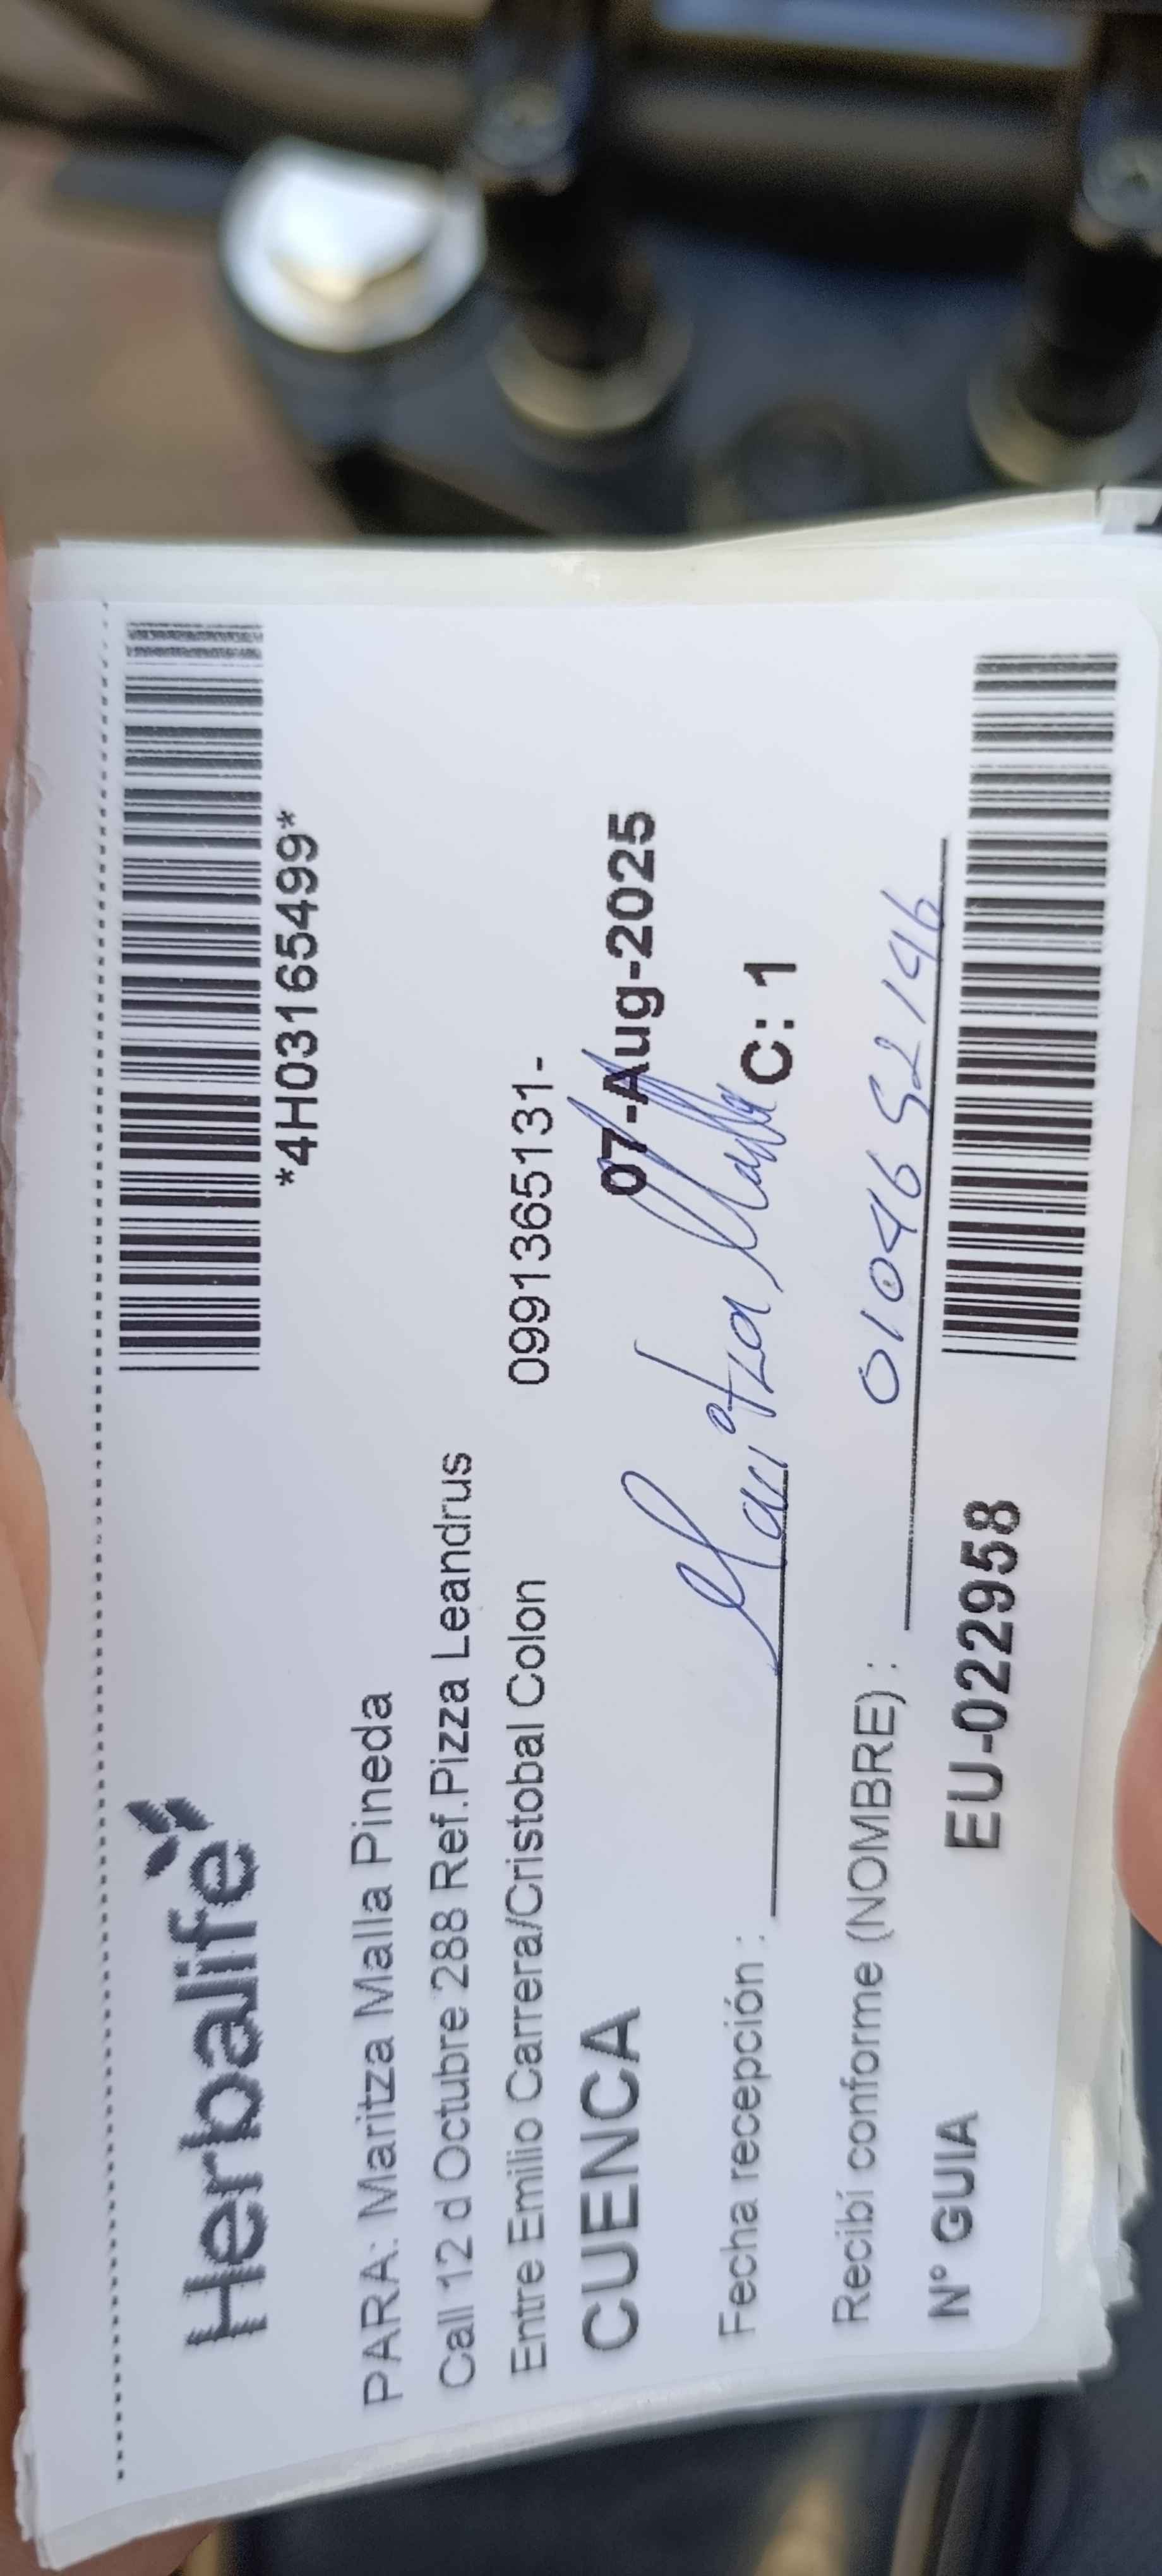 Herbalife
*4H03165499*
PARA: Maritza Malla Pineda
Call 12 d Octubre 288 Ref.Pizza Leandrus
Entre Emilio Carrera/Cristobal Colon 0991365131-
CUENCA 07-Aug-2025
Fecha recepción : Maritza Malla C: 1
Recibí conforme (NOMBRE) : 0104652146
N° GUIA EU-022958